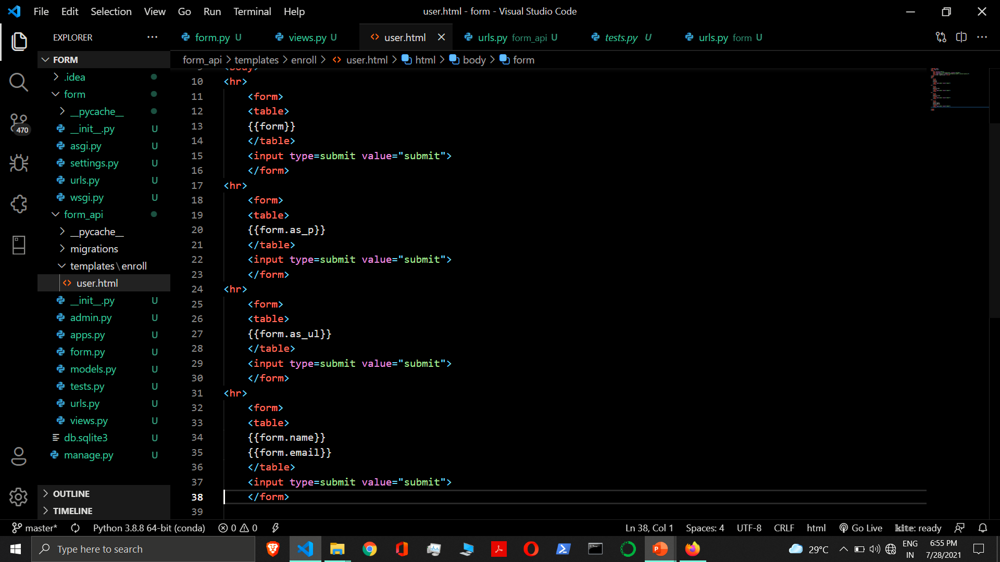 File Edit Selection View Go Run Terminal Help user.html - form - Visual Studio Code
EXPLORER ··· form.py U views.py U user.html urls.py form_api U tests.py U urls.py form U ···
FORM
form_api > templates > enroll > user.html > html > body > form
.idea
form
__pycache__
__init__.py U
asgi.py U
settings.py U
urls.py U
wsgi.py U
form_api
__pycache__
migrations
templates\enroll
user.html
__init__.py U
admin.py U
apps.py U
form.py U
models.py U
tests.py U
urls.py U
views.py U
db.sqlite3 U
manage.py U
OUTLINE
TIMELINE
470
9 <body>
10 <hr>
11 <form>
12 <table>
13 {{form}}
14 </table>
15 <input type=submit value="submit">
16 </form>
17 <hr>
18 <form>
19 <table>
20 {{form.as_p}}
21 </table>
22 <input type=submit value="submit">
23 </form>
24 <hr>
25 <form>
26 <table>
27 {{form.as_ul}}
28 </table>
29 <input type=submit value="submit">
30 </form>
31 <hr>
32 <form>
33 <table>
34 {{form.name}}
35 {{form.email}}
36 </table>
37 <input type=submit value="submit">
38 </form>
39
master* Python 3.8.8 64-bit (conda) 0 0 Ln 38, Col 1 Spaces: 4 UTF-8 CRLF html Go Live kite: ready
Type here to search 29°C ENG IN 6:55 PM 7/28/2021